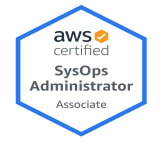 aws
certified
SysOps
Administrator
Associate